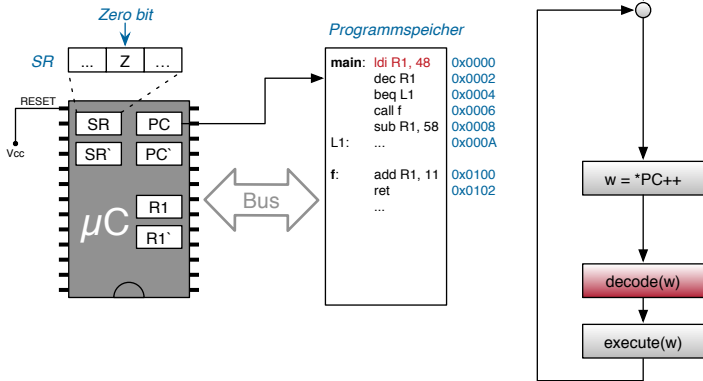 Zero bit
SR
... Z ...
RESET
Vcc
SR PC
SR` PC`
R1
R1`
µC
Bus
Programmspeicher
main: ldi R1, 48 0x0000
dec R1 0x0002
beq L1 0x0004
call f 0x0006
sub R1, 58 0x0008
L1: ... 0x000A
f: add R1, 11 0x0100
ret 0x0102
...
w = *PC++
decode(w)
execute(w)